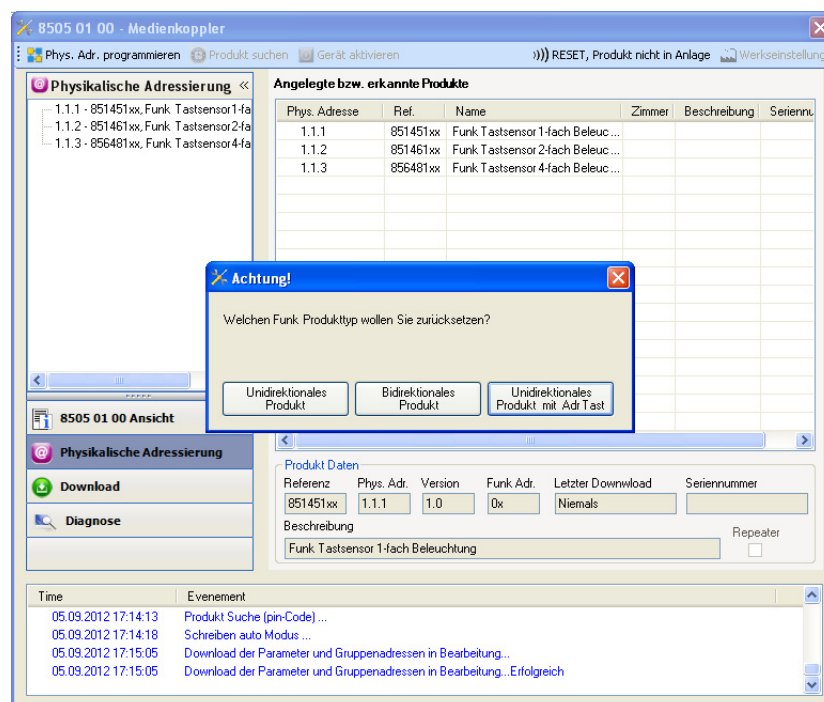 8505 01 00 - Medienkoppler
Phys. Adr. programmieren Produkt suchen Gerät aktivieren ))) RESET, Produkt nicht in Anlage Werkseinstellung
Physikalische Adressierung «
1.1.1 - 851451xx, Funk Tastsensor1-fa
1.1.2 - 851461xx, Funk Tastsensor2-fa
1.1.3 - 856481xx, Funk Tastsensor4-fa
8505 01 00 Ansicht
Physikalische Adressierung
Download
Diagnose
Angelegte bzw. erkannte Produkte
Phys. Adresse Ref. Name Zimmer Beschreibung Seriennu
1.1.1 851451xx Funk Tastsensor 1-fach Beleuc ...
1.1.2 851461xx Funk Tastsensor 2-fach Beleuc ...
1.1.3 856481xx Funk Tastsensor 4-fach Beleuc ...
Achtung!
Welchen Funk Produkttyp wollen Sie zurücksetzen?
Unidirektionales
Produkt
Bidirektionales
Produkt
Unidirektionales
Produkt mit Adr Tast
Produkt Daten
Referenz Phys. Adr. Version Funk Adr. Letzter Downwload Seriennummer
851451xx 1.1.1 1.0 0x Niemals
Beschreibung
Repeater
Funk Tastsensor 1-fach Beleuchtung
Time Evenement
05.09.2012 17:14:13 Produkt Suche (pin-Code) ...
05.09.2012 17:14:18 Schreiben auto Modus ...
05.09.2012 17:15:05 Download der Parameter und Gruppenadressen in Bearbeitung...
05.09.2012 17:15:05 Download der Parameter und Gruppenadressen in Bearbeitung...Erfolgreich